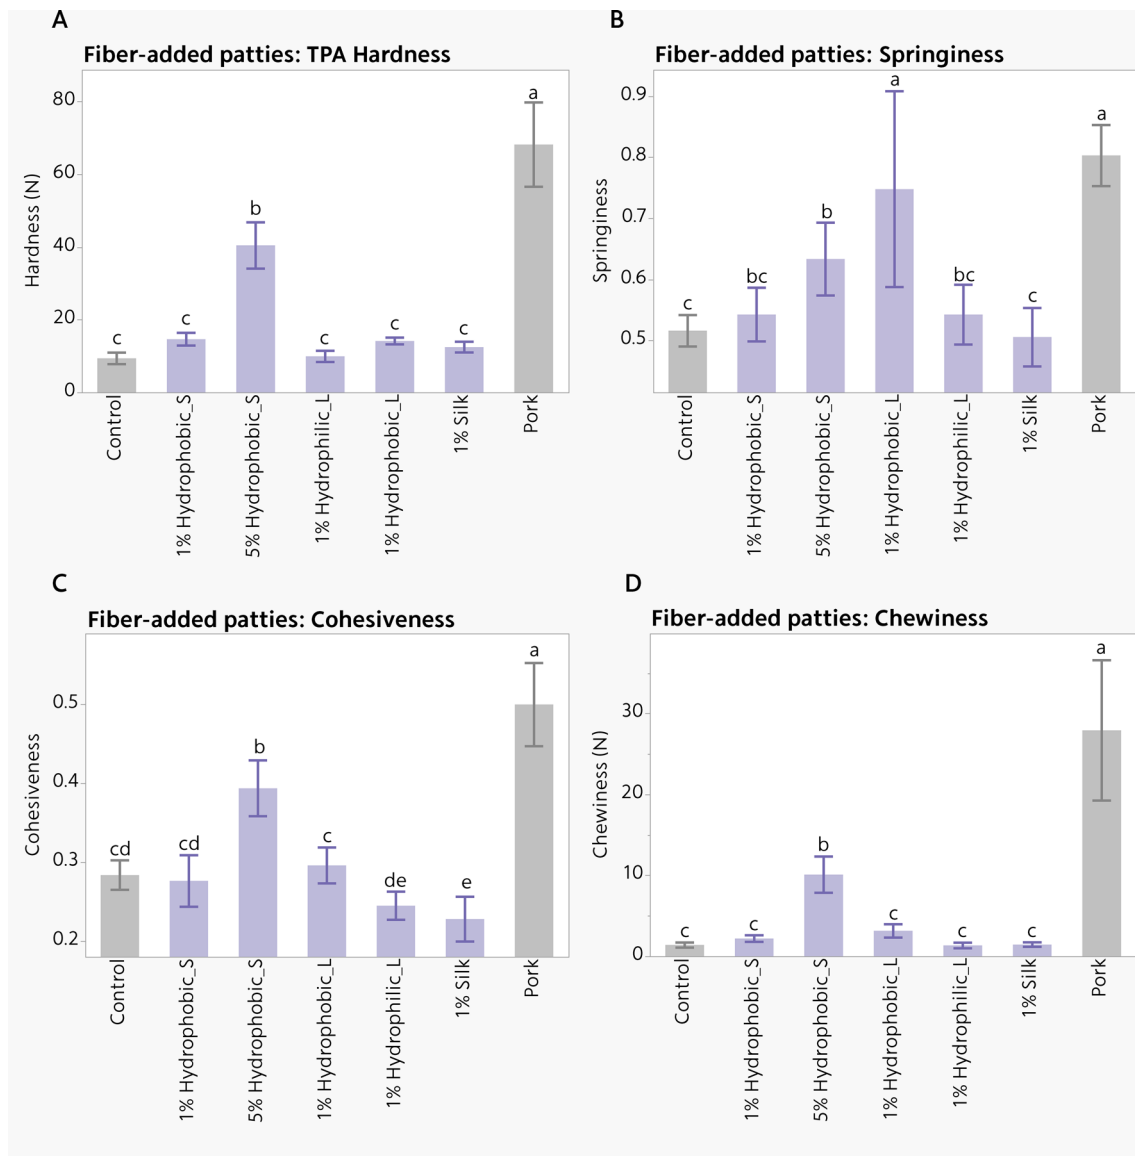 A
Fiber-added patties: TPA Hardness
Hardness (N)
80
60
40
20
0
c
c
b
c
c
c
a
Control
1% Hydrophobic_S
5% Hydrophobic_S
1% Hydrophilic_L
1% Hydrophobic_L
1% Silk
Pork
B
Fiber-added patties: Springiness
Springiness
0.9
0.8
0.7
0.6
0.5
c
bc
b
a
bc
c
a
Control
1% Hydrophobic_S
5% Hydrophobic_S
1% Hydrophobic_L
1% Hydrophilic_L
1% Silk
Pork
C
Fiber-added patties: Cohesiveness
Cohesiveness
0.5
0.4
0.3
0.2
cd
cd
b
c
de
e
a
Control
1% Hydrophobic_S
5% Hydrophobic_S
1% Hydrophobic_L
1% Hydrophilic_L
1% Silk
Pork
D
Fiber-added patties: Chewiness
Chewiness (N)
30
20
10
0
c
c
b
c
c
c
a
Control
1% Hydrophobic_S
5% Hydrophobic_S
1% Hydrophobic_L
1% Hydrophilic_L
1% Silk
Pork